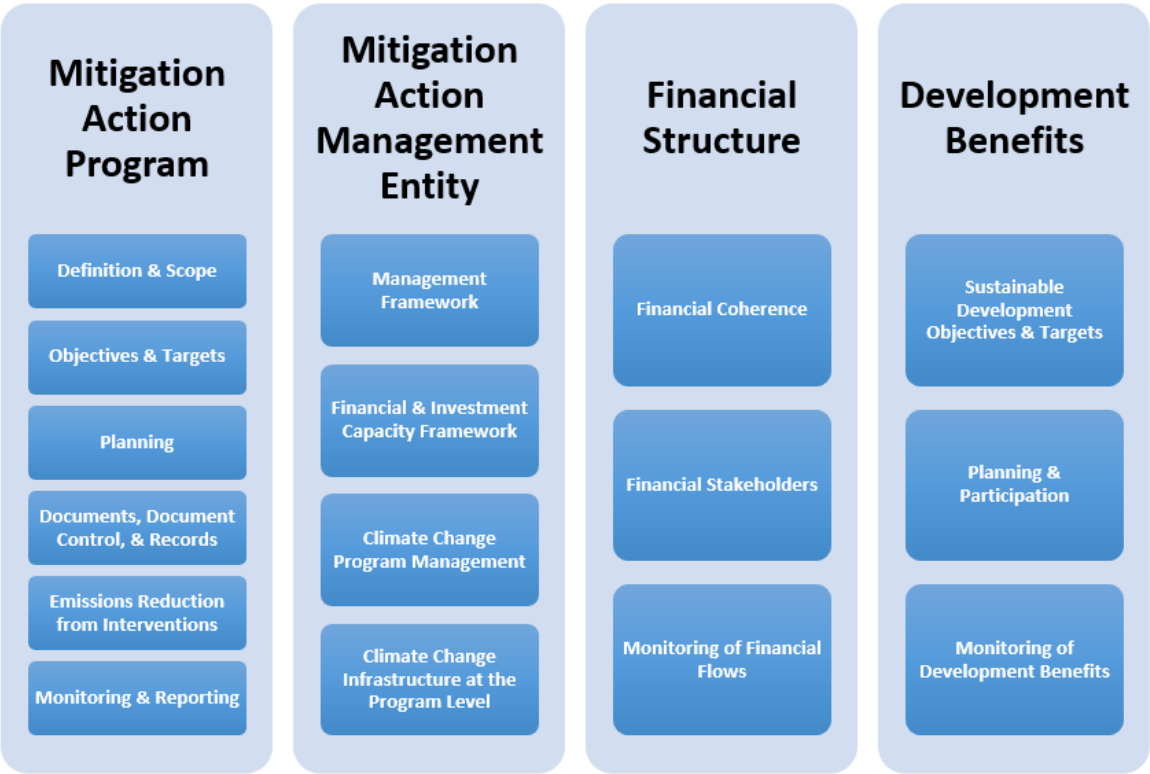 Mitigation
Action
Program
Definition & Scope
Objectives & Targets
Planning
Documents, Document
Control, & Records
Emissions Reduction
from Interventions
Monitoring & Reporting
Mitigation
Action
Management
Entity
Management
Framework
Financial & Investment
Capacity Framework
Climate Change
Program Management
Climate Change
Infrastructure at the
Program Level
Financial
Structure
Financial Coherence
Financial Stakeholders
Monitoring of Financial
Flows
Development
Benefits
Sustainable
Development
Objectives & Targets
Planning &
Participation
Monitoring of
Development Benefits